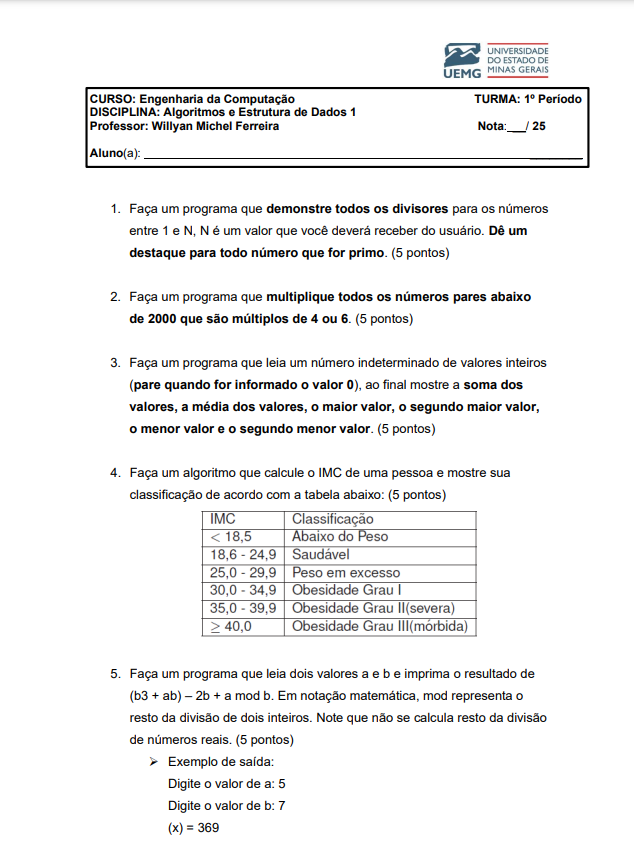 UNIVERSIDADE
DO ESTADO DE
MINAS GERAIS
UEMG
CURSO: Engenharia da Computação TURMA: 1º Período
DISCIPLINA: Algoritmos e Estrutura de Dados 1
Professor: Willyan Michel Ferreira Nota:___/ 25
Aluno(a): ______________________________________________
1. Faça um programa que demonstre todos os divisores para os números
entre 1 e N, N é um valor que você deverá receber do usuário. Dê um
destaque para todo número que for primo. (5 pontos)
2. Faça um programa que multiplique todos os números pares abaixo
de 2000 que são múltiplos de 4 ou 6. (5 pontos)
3. Faça um programa que leia um número indeterminado de valores inteiros
(pare quando for informado o valor 0), ao final mostre a soma dos
valores, a média dos valores, o maior valor, o segundo maior valor,
o menor valor e o segundo menor valor. (5 pontos)
4. Faça um algoritmo que calcule o IMC de uma pessoa e mostre sua
classificação de acordo com a tabela abaixo: (5 pontos)
IMC Classificação
< 18,5 Abaixo do Peso
18,6 - 24,9 Saudável
25,0 - 29,9 Peso em excesso
30,0 - 34,9 Obesidade Grau I
35,0 - 39,9 Obesidade Grau II(severa)
≥ 40,0 Obesidade Grau III(mórbida)
5. Faça um programa que leia dois valores a e b e imprima o resultado de
(b3 + ab) – 2b + a mod b. Em notação matemática, mod representa o
resto da divisão de dois inteiros. Note que não se calcula resto da divisão
de números reais. (5 pontos)
➢ Exemplo de saída:
Digite o valor de a: 5
Digite o valor de b: 7
(x) = 369